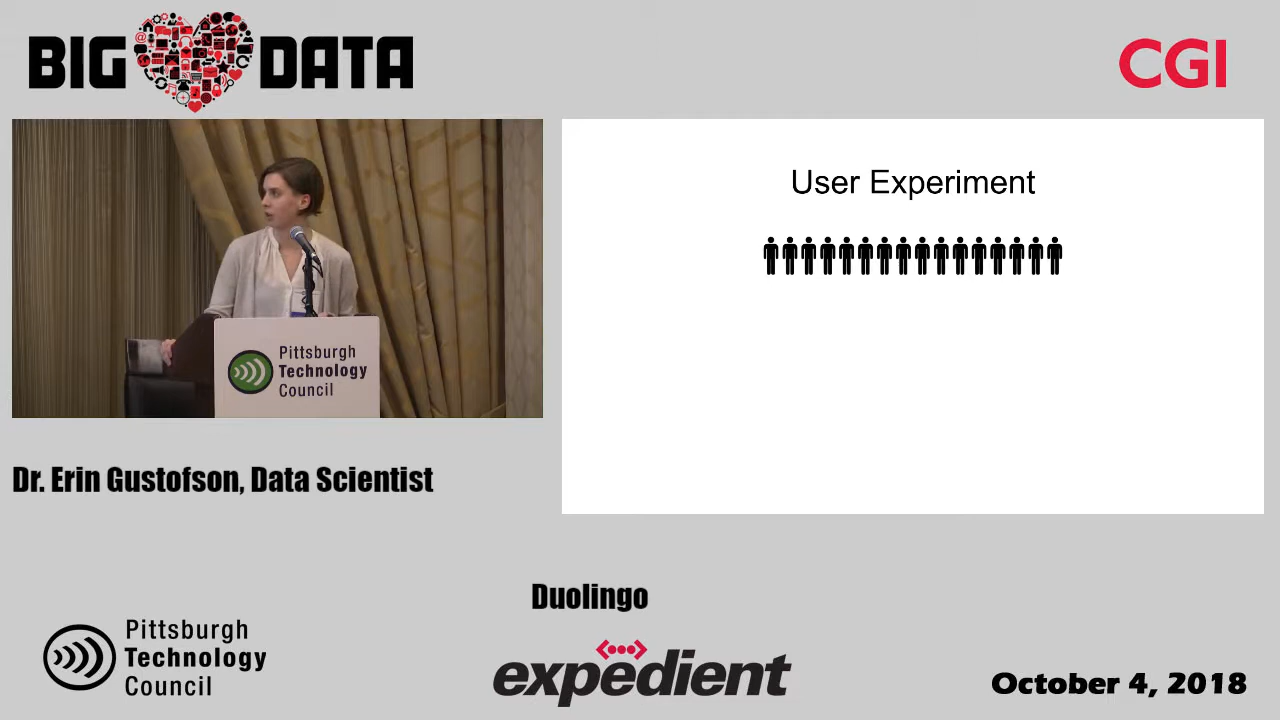 BIG DATA
CGI
User Experiment
Pittsburgh
Technology
Council
Dr. Erin Gustofson, Data Scientist
Duolingo
Pittsburgh
Technology
Council
expedient
October 4, 2018